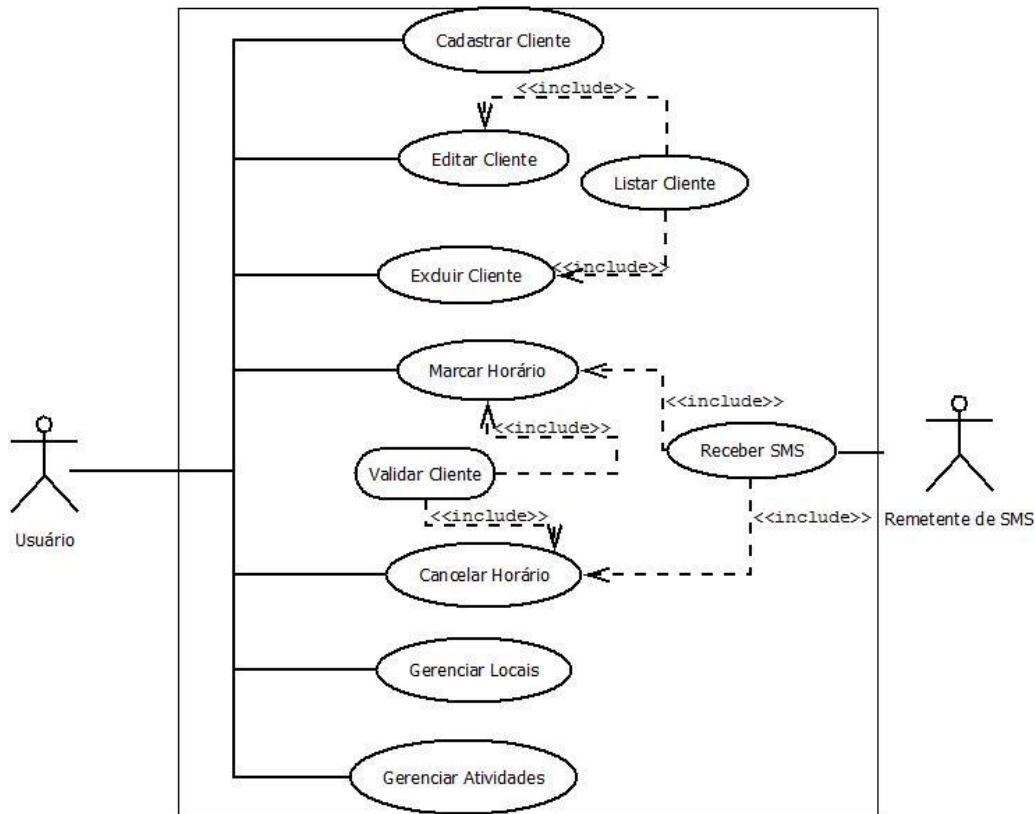 Cadastrar Cliente
<<include>>
Editar Cliente
Listar Cliente
Exduir Cliente
<<include>>
Marcar Horário
<<include>>
<<include>>
Receber SMS
Validar Cliente
<<include>>
<<include>>
Remetente de SMS
Usuário
Cancelar Horário
Gerenciar Locais
Gerenciar Atividades